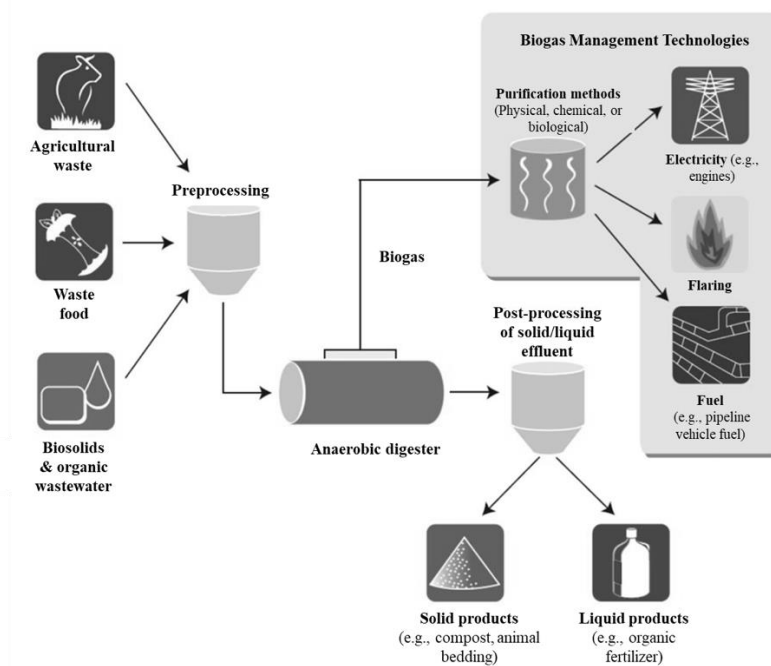 Biogas Management Technologies
Purification methods
(Physical, chemical, or
biological)
Agricultural
waste
Electricity (e.g.,
engines)
Preprocessing
Biogas
Waste
food
Flaring
Post-processing
of solid/liquid
effluent
Fuel
(e.g., pipeline
vehicle fuel)
Anaerobic digester
Biosolids
& organic
wastewater
Solid products
(e.g., compost, animal
bedding)
Liquid products
(e.g., organic
fertilizer)